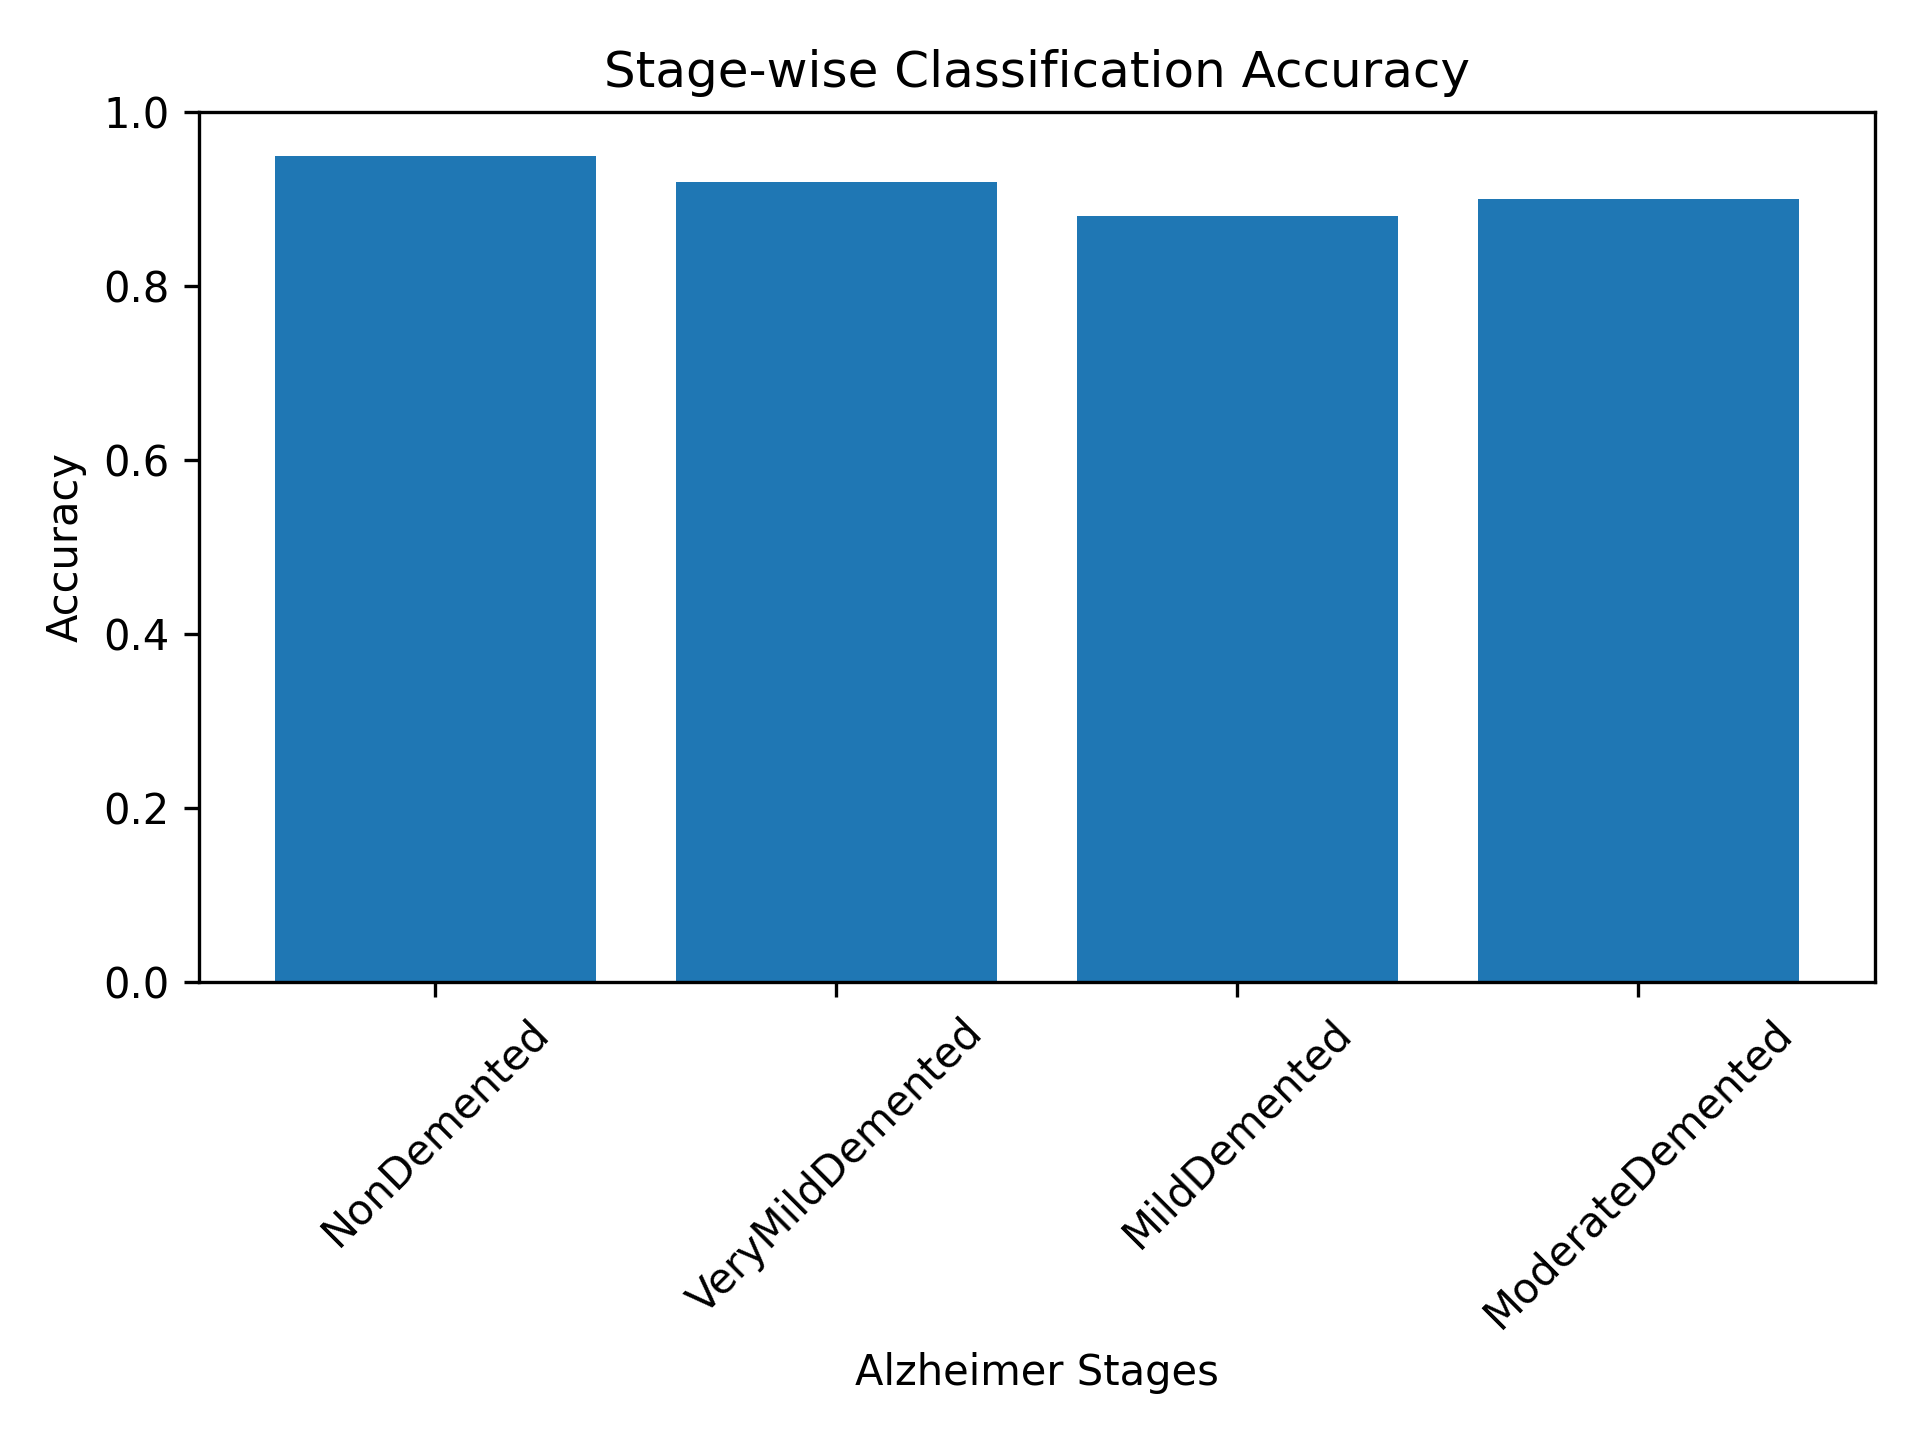 Stage-wise Classification Accuracy
1.0
0.8
0.6
0.4
0.2
0.0
Accuracy
NonDemented
VeryMildDemented
MildDemented
ModerateDemented
Alzheimer Stages